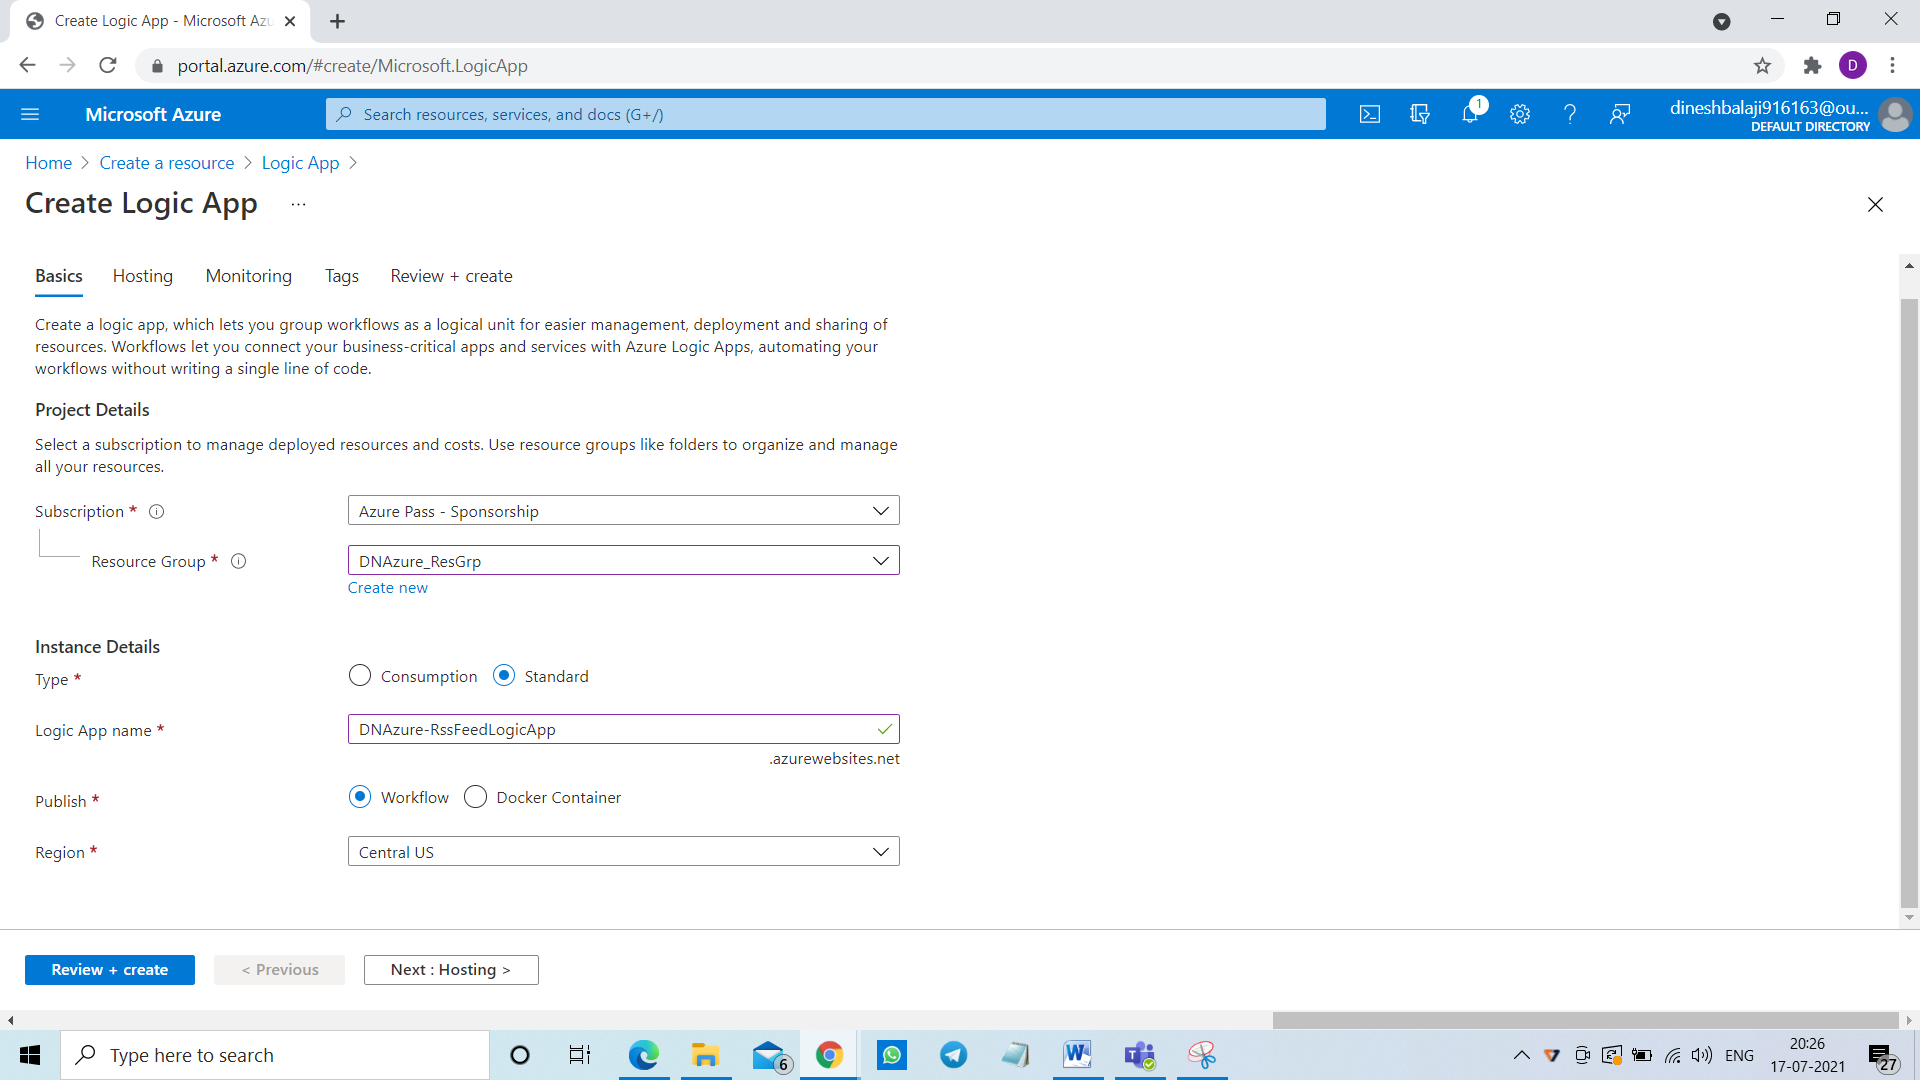 Create Logic App - Microsoft Azu
portal.azure.com/#create/Microsoft.LogicApp
D
Microsoft Azure
Search resources, services, and docs (G+/)
1
dineshbalaji916163@ou...
DEFAULT DIRECTORY
Home > Create a resource > Logic App >
Create Logic App ...
Basics
Hosting
Monitoring
Tags
Review + create
Create a logic app, which lets you group workflows as a logical unit for easier management, deployment and sharing of
resources. Workflows let you connect your business-critical apps and services with Azure Logic Apps, automating your
workflows without writing a single line of code.
Project Details
Select a subscription to manage deployed resources and costs. Use resource groups like folders to organize and manage
all your resources.
Subscription *
Azure Pass - Sponsorship
Resource Group *
DNAzure_ResGrp
Create new
Instance Details
Type *
Consumption
Standard
Logic App name *
DNAzure-RssFeedLogicApp
.azurewebsites.net
Publish *
Workflow
Docker Container
Region *
Central US
Review + create
< Previous
Next : Hosting >
Type here to search
6
ENG
20:26
17-07-2021
27